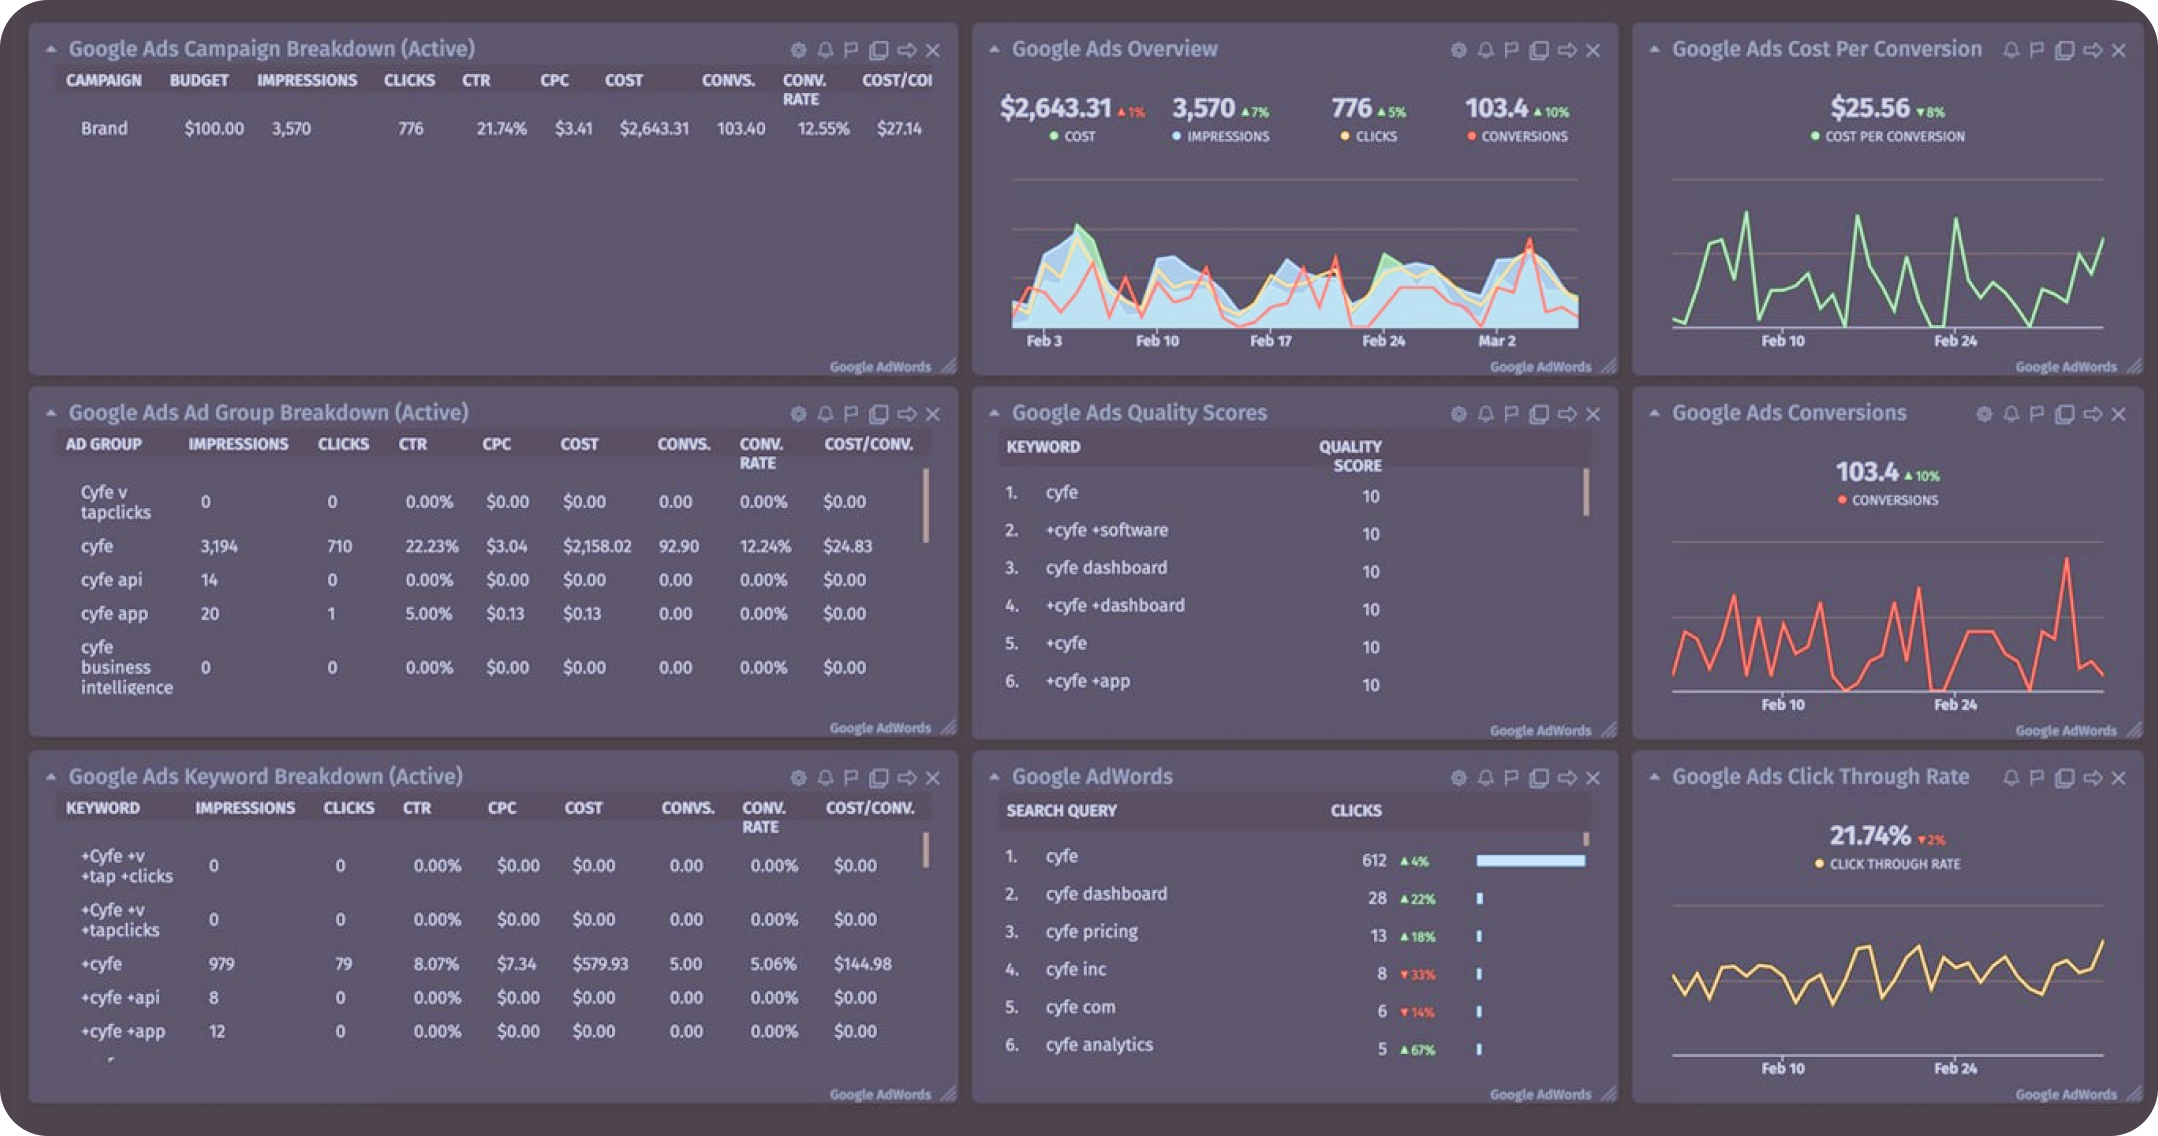 Google Ads Campaign Breakdown (Active)
CAMPAIGN BUDGET IMPRESSIONS CLICKS CTR CPC COST CONVS. CONV. RATE COST/COI
Brand $100.00 3,570 776 21.74% $3.41 $2,643.31 103.40 12.55% $27.14
Google AdWords
Google Ads Overview
$2,643.31 ▲1% 3,570 ▲7% 776 ▲5% 103.4 ▲10%
COST IMPRESSIONS CLICKS CONVERSIONS
Feb 3 Feb 10 Feb 17 Feb 24 Mar 2
Google AdWords
Google Ads Cost Per Conversion
$25.56 ▼8%
COST PER CONVERSION
Feb 10 Feb 24
Google AdWords
Google Ads Ad Group Breakdown (Active)
AD GROUP IMPRESSIONS CLICKS CTR CPC COST CONVS. CONV. RATE COST/CONV.
Cyfe v tapclicks 0 0 0.00% $0.00 $0.00 0.00 0.00% $0.00
cyfe 3,194 710 22.23% $3.04 $2,158.02 92.90 12.24% $24.83
cyfe api 14 0 0.00% $0.00 $0.00 0.00 0.00% $0.00
cyfe app 20 1 5.00% $0.13 $0.13 0.00 0.00% $0.00
cyfe business intelligence 0 0 0.00% $0.00 $0.00 0.00 0.00% $0.00
Google AdWords
Google Ads Quality Scores
KEYWORD QUALITY SCORE
1. cyfe 10
2. +cyfe +software 10
3. cyfe dashboard 10
4. +cyfe +dashboard 10
5. +cyfe 10
6. +cyfe +app 10
Google AdWords
Google Ads Conversions
103.4 ▲10%
CONVERSIONS
Feb 10 Feb 24
Google AdWords
Google Ads Keyword Breakdown (Active)
KEYWORD IMPRESSIONS CLICKS CTR CPC COST CONVS. CONV. RATE COST/CONV.
+Cyfe +v +tap +clicks 0 0 0.00% $0.00 $0.00 0.00 0.00% $0.00
+Cyfe +v +tapclicks 0 0 0.00% $0.00 $0.00 0.00 0.00% $0.00
+cyfe 979 79 8.07% $7.34 $579.93 5.00 5.06% $144.98
+cyfe +api 8 0 0.00% $0.00 $0.00 0.00 0.00% $0.00
+cyfe +app 12 0 0.00% $0.00 $0.00 0.00 0.00% $0.00
Google AdWords
Google AdWords
SEARCH QUERY CLICKS
1. cyfe 612 ▲4%
2. cyfe dashboard 28 ▲22%
3. cyfe pricing 13 ▲18%
4. cyfe inc 8 ▼33%
5. cyfe com 6 ▼14%
6. cyfe analytics 5 ▲67%
Google AdWords
Google Ads Click Through Rate
21.74% ▼2%
CLICK THROUGH RATE
Feb 10 Feb 24
Google AdWords